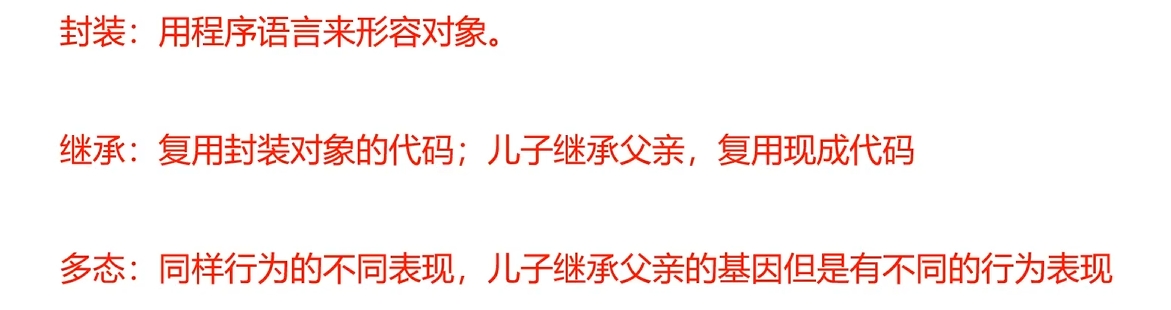 封装：用程序语言来形容对象。
继承：复用封装对象的代码；儿子继承父亲，复用现成代码
多态：同样行为的不同表现，儿子继承父亲的基因但是有不同的行为表现